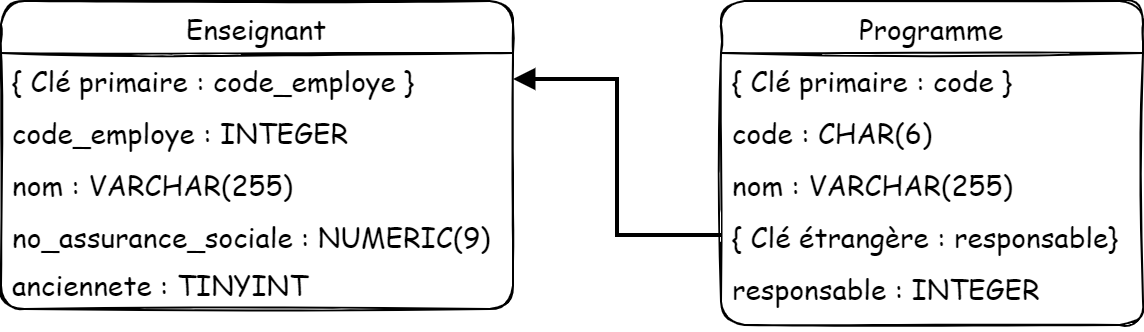 Enseignant
{ Clé primaire : code_employe }
code_employe : INTEGER
nom : VARCHAR(255)
no_assurance_sociale : NUMERIC(9)
anciennete : TINYINT
Programme
{ Clé primaire : code }
code : CHAR(6)
nom : VARCHAR(255)
{ Clé étrangère : responsable}
responsable : INTEGER